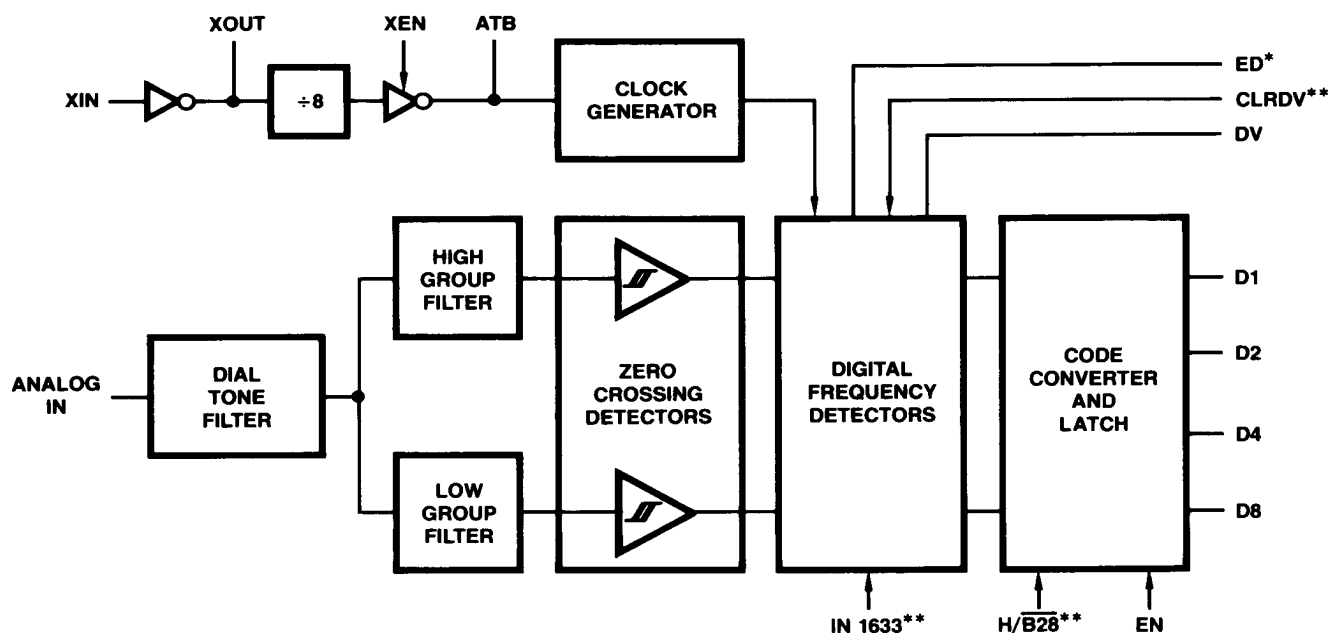 XOUT
XEN
ATB
XIN
÷8
CLOCK
GENERATOR
ED*
CLRDV**
DV
HIGH
GROUP
FILTER
ANALOG
IN
DIAL
TONE
FILTER
ZERO
CROSSING
DETECTORS
LOW
GROUP
FILTER
DIGITAL
FREQUENCY
DETECTORS
CODE
CONVERTER
AND
LATCH
D1
D2
D4
D8
IN 1633**
H/B̅2̅8̅**
EN